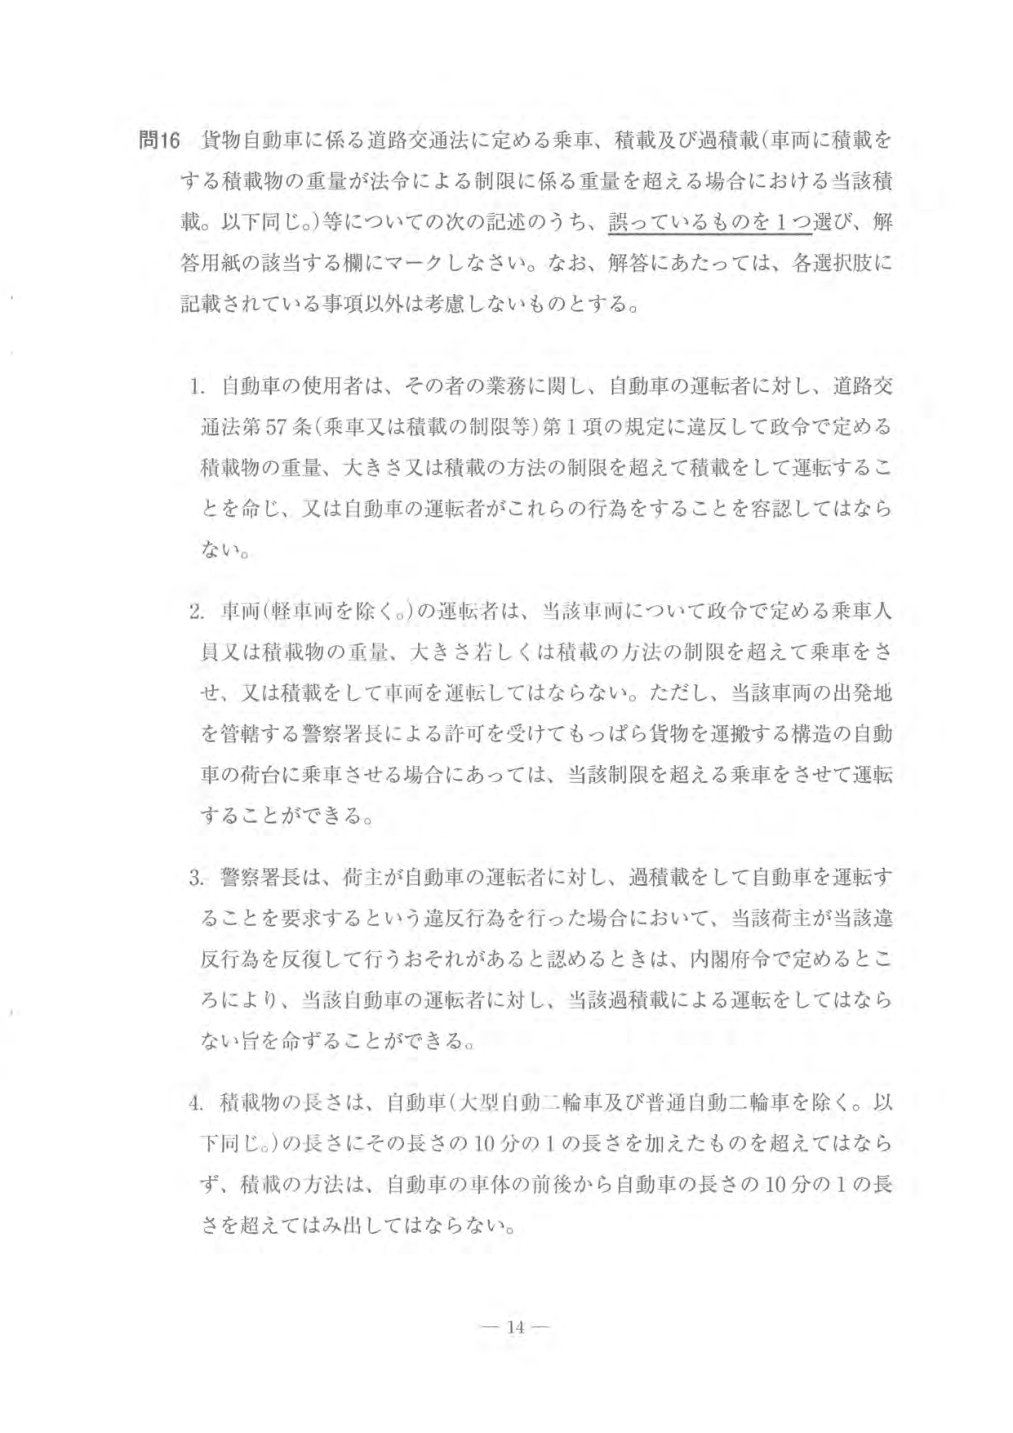 問16　貨物自動車に係る道路交通法に定める乗車、積載及び過積載(車両に積載を
する積載物の重量が法令による制限に係る重量を超える場合における当該積
載。以下同じ。)等についての次の記述のうち、誤っているものを1つ選び、解
答用紙の該当する欄にマークしなさい。なお、解答にあたっては、各選択肢に
記載されている事項以外は考慮しないものとする。
1. 自動車の使用者は、その者の業務に関し、自動車の運転者に対し、道路交
通法第57条(乗車又は積載の制限等)第1項の規定に違反して政令で定める
積載物の重量、大きさ又は積載の方法の制限を超えて積載をして運転するこ
とを命じ、又は自動車の運転者がこれらの行為をすることを容認してはなら
ない。
2. 車両(軽車両を除く。)の運転者は、当該車両について政令で定める乗車人
員又は積載物の重量、大きさ若しくは積載の方法の制限を超えて乗車をさ
せ、又は積載をして車両を運転してはならない。ただし、当該車両の出発地
を管轄する警察署長による許可を受けてもっぱら貨物を運搬する構造の自動
車の荷台に乗車させる場合にあっては、当該制限を超える乗車をさせて運転
することができる。
3. 警察署長は、荷主が自動車の運転者に対し、過積載をして自動車を運転す
ることを要求するという違反行為を行った場合において、当該荷主が当該違
反行為を反復して行うおそれがあると認めるときは、内閣府令で定めるとこ
ろにより、当該自動車の運転者に対し、当該過積載による運転をしてはなら
ない旨を命ずることができる。
4. 積載物の長さは、自動車(大型自動二輪車及び普通自動二輪車を除く。以
下同じ。)の長さにその長さの10分の1の長さを加えたものを超えてはなら
ず、積載の方法は、自動車の車体の前後から自動車の長さの10分の1の長
さを超えてはみ出してはならない。
― 14 ―